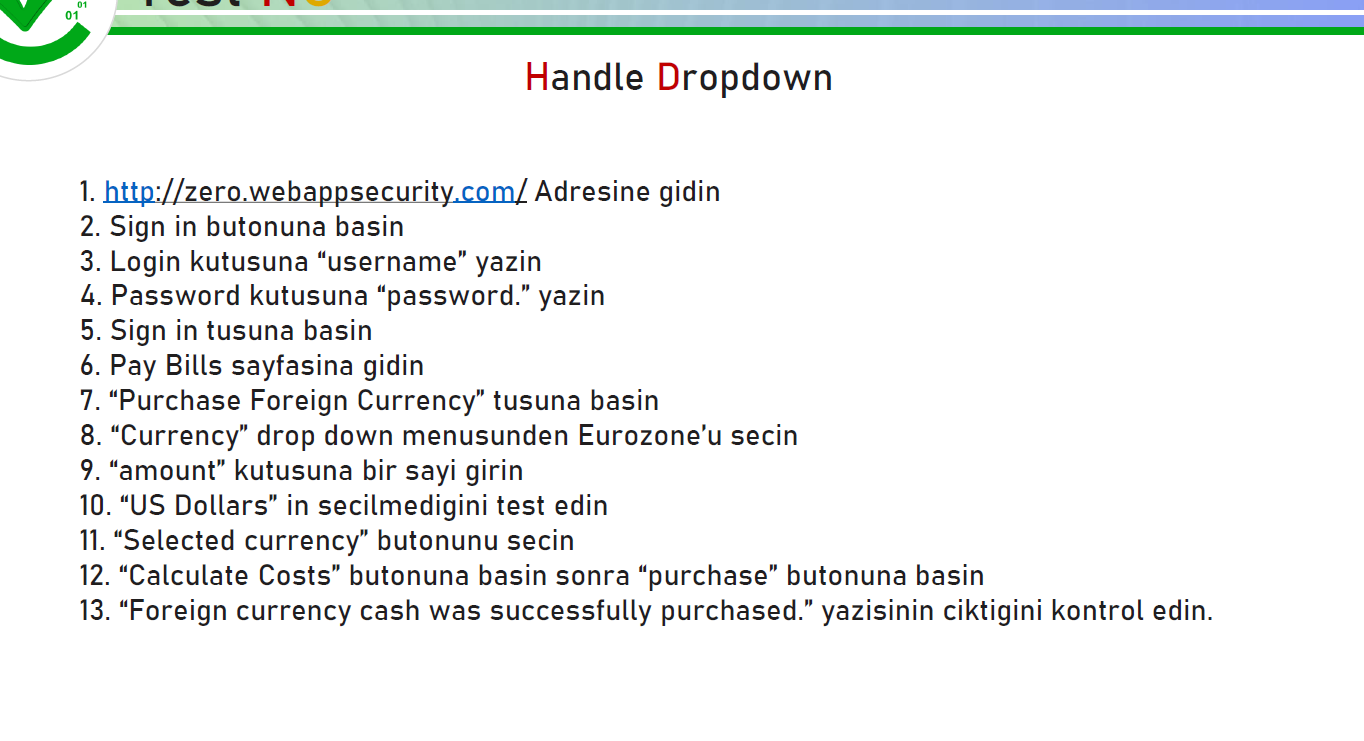 Test No
01
01
Handle Dropdown
1. http://zero.webappsecurity.com/ Adresine gidin
2. Sign in butonuna basin
3. Login kutusuna “username” yazin
4. Password kutusuna “password.” yazin
5. Sign in tusuna basin
6. Pay Bills sayfasina gidin
7. “Purchase Foreign Currency” tusuna basin
8. “Currency” drop down menusunden Eurozone’u secin
9. “amount” kutusuna bir sayi girin
10. “US Dollars” in secilmedigini test edin
11. “Selected currency” butonunu secin
12. “Calculate Costs” butonuna basin sonra “purchase” butonuna basin
13. “Foreign currency cash was successfully purchased.” yazisinin ciktigini kontrol edin.